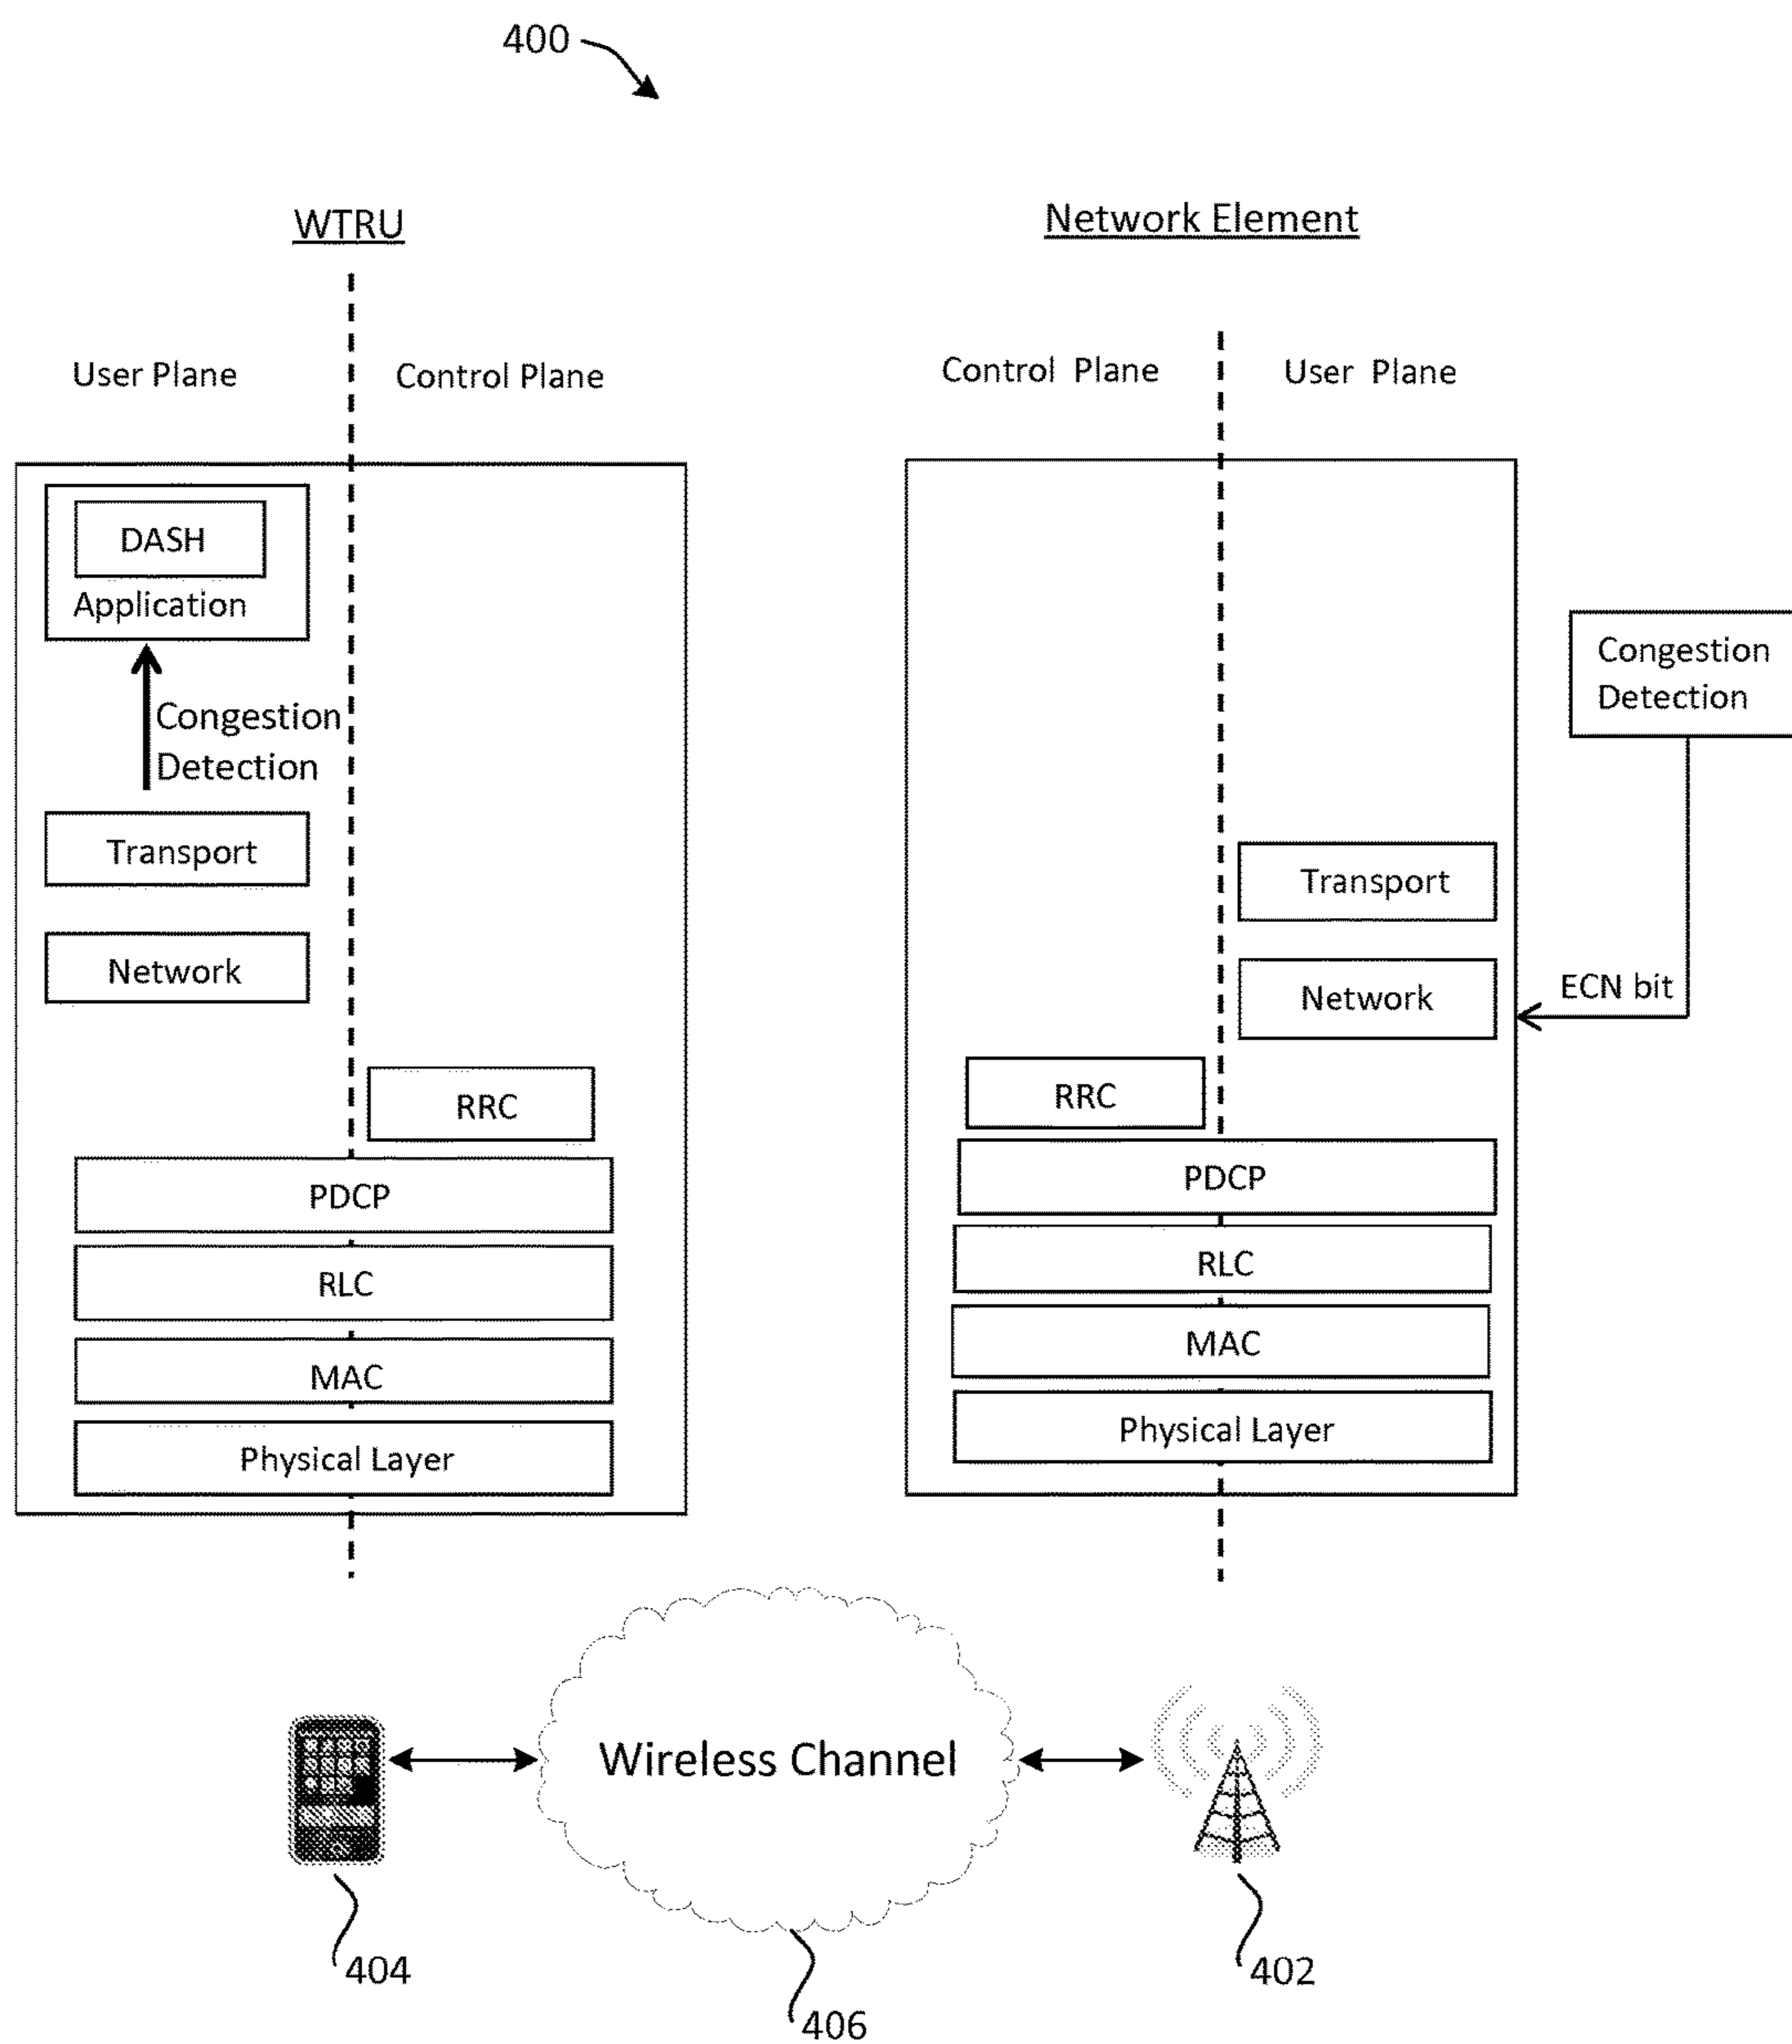 400
WTRU
Network Element
User Plane
Control Plane
Control Plane
User Plane
DASH
Application
Congestion
Detection
Transport
Network
RRC
PDCP
RLC
MAC
Physical Layer
Congestion
Detection
Transport
Network
ECN bit
RRC
PDCP
RLC
MAC
Physical Layer
Wireless Channel
404
406
402